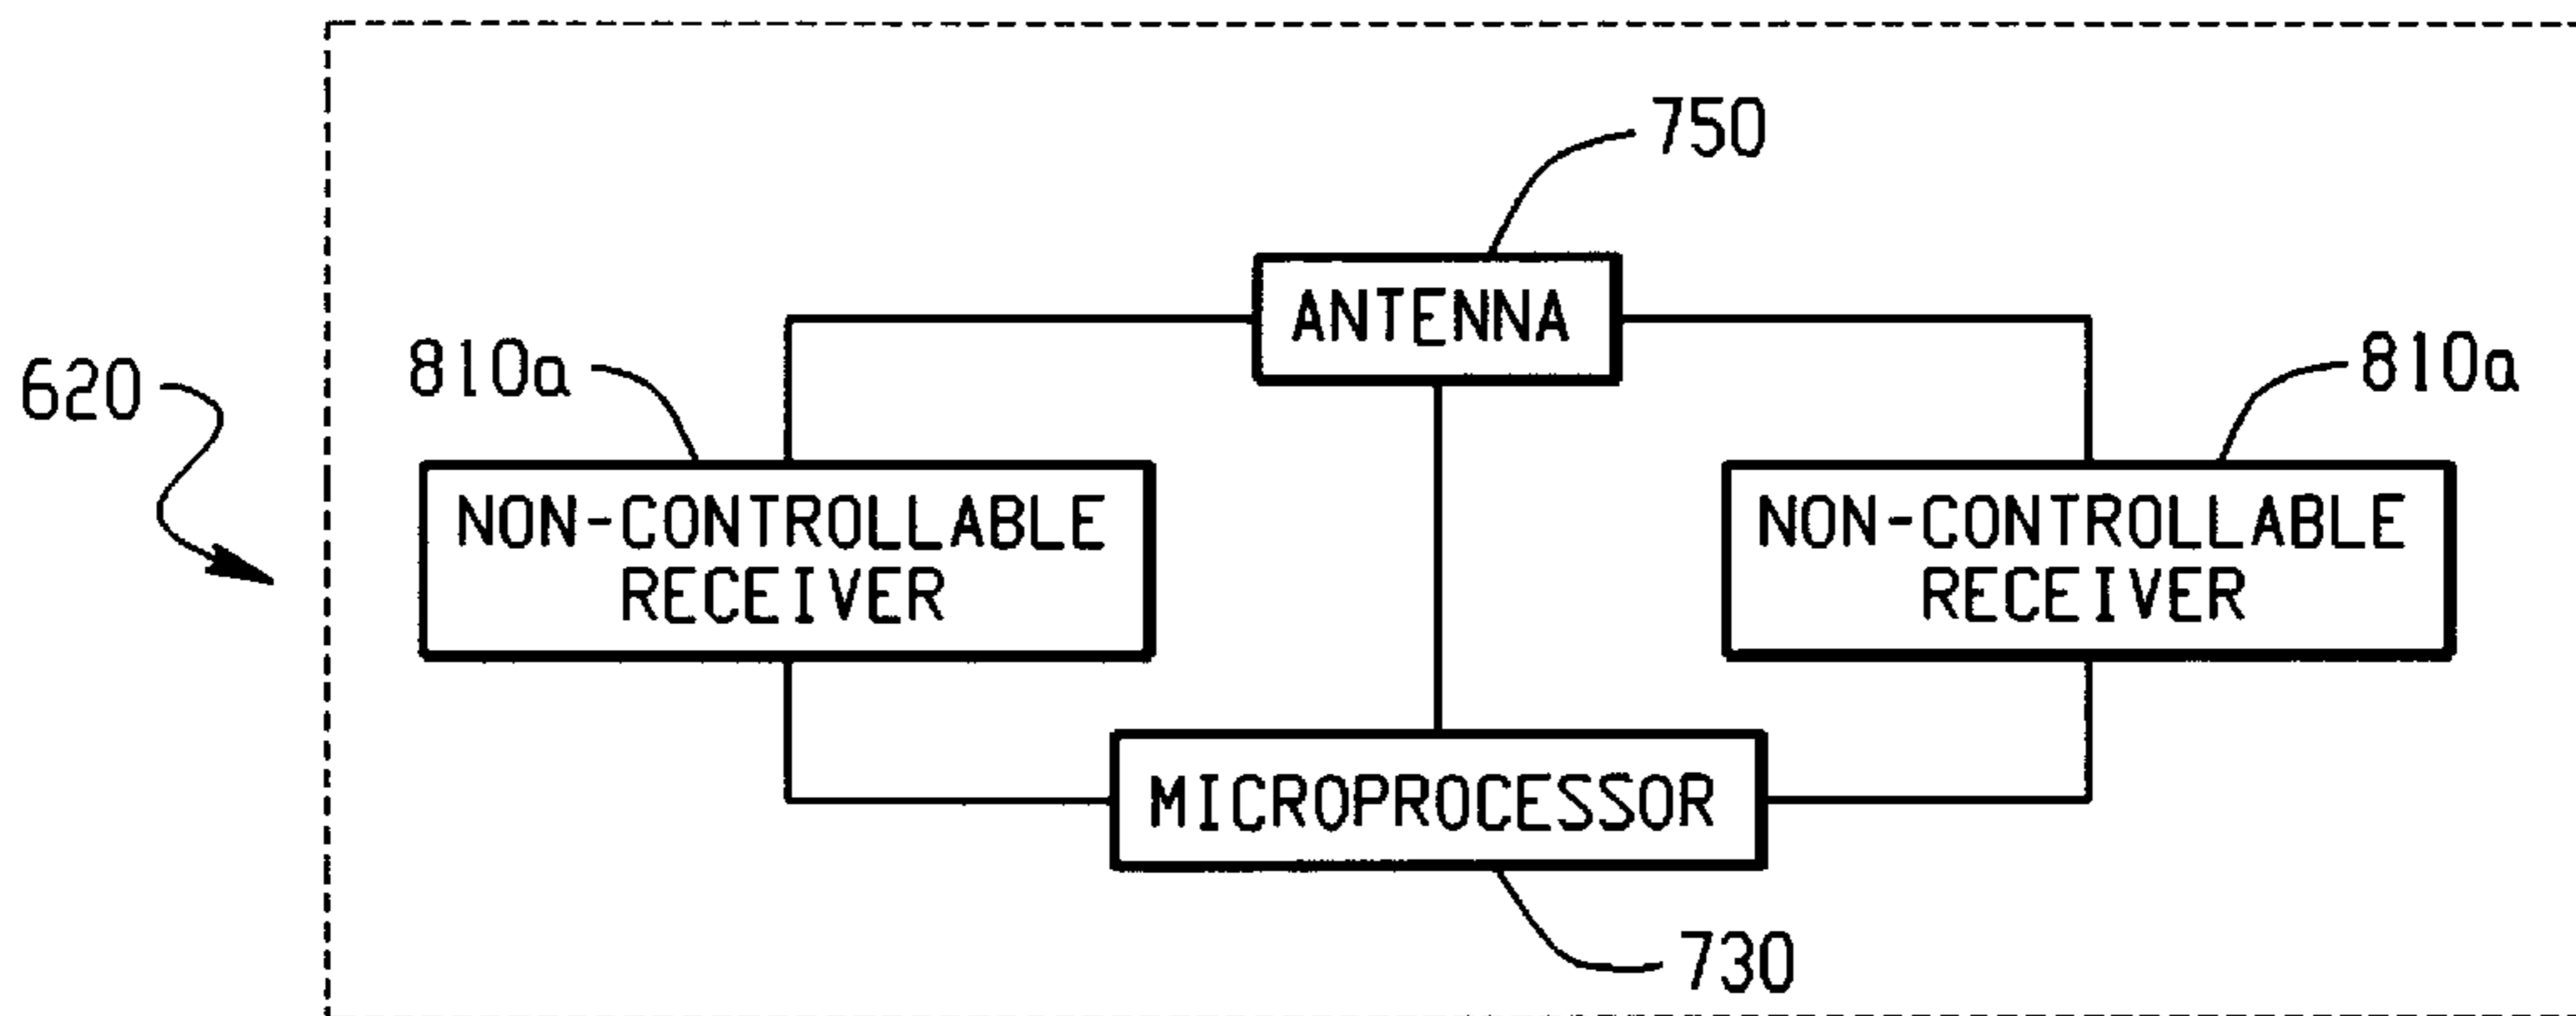 750
ANTENNA
620
810a
810a
NON-CONTROLLABLE
RECEIVER
NON-CONTROLLABLE
RECEIVER
MICROPROCESSOR
730